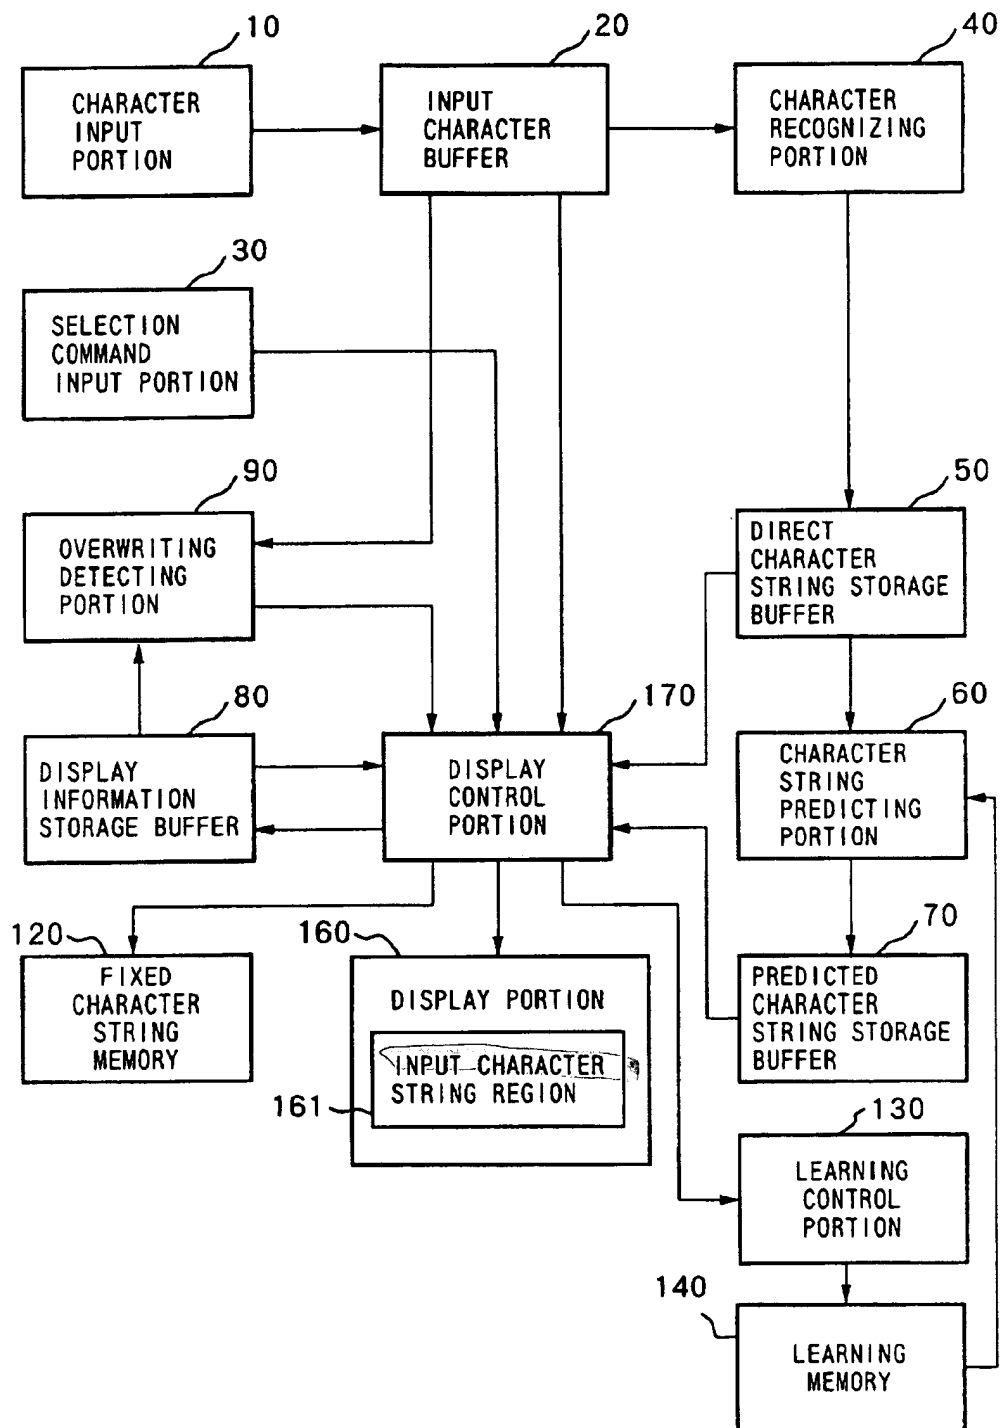 10
CHARACTER
INPUT
PORTION
20
INPUT
CHARACTER
BUFFER
40
CHARACTER
RECOGNIZING
PORTION
30
SELECTION
COMMAND
INPUT PORTION
90
OVERWRITING
DETECTING
PORTION
50
DIRECT
CHARACTER
STRING STORAGE
BUFFER
80
DISPLAY
INFORMATION
STORAGE BUFFER
170
DISPLAY
CONTROL
PORTION
60
CHARACTER
STRING
PREDICTING
PORTION
120
FIXED
CHARACTER
STRING
MEMORY
160
DISPLAY PORTION
INPUT CHARACTER
STRING REGION
161
70
PREDICTED
CHARACTER
STRING STORAGE
BUFFER
130
LEARNING
CONTROL
PORTION
140
LEARNING
MEMORY